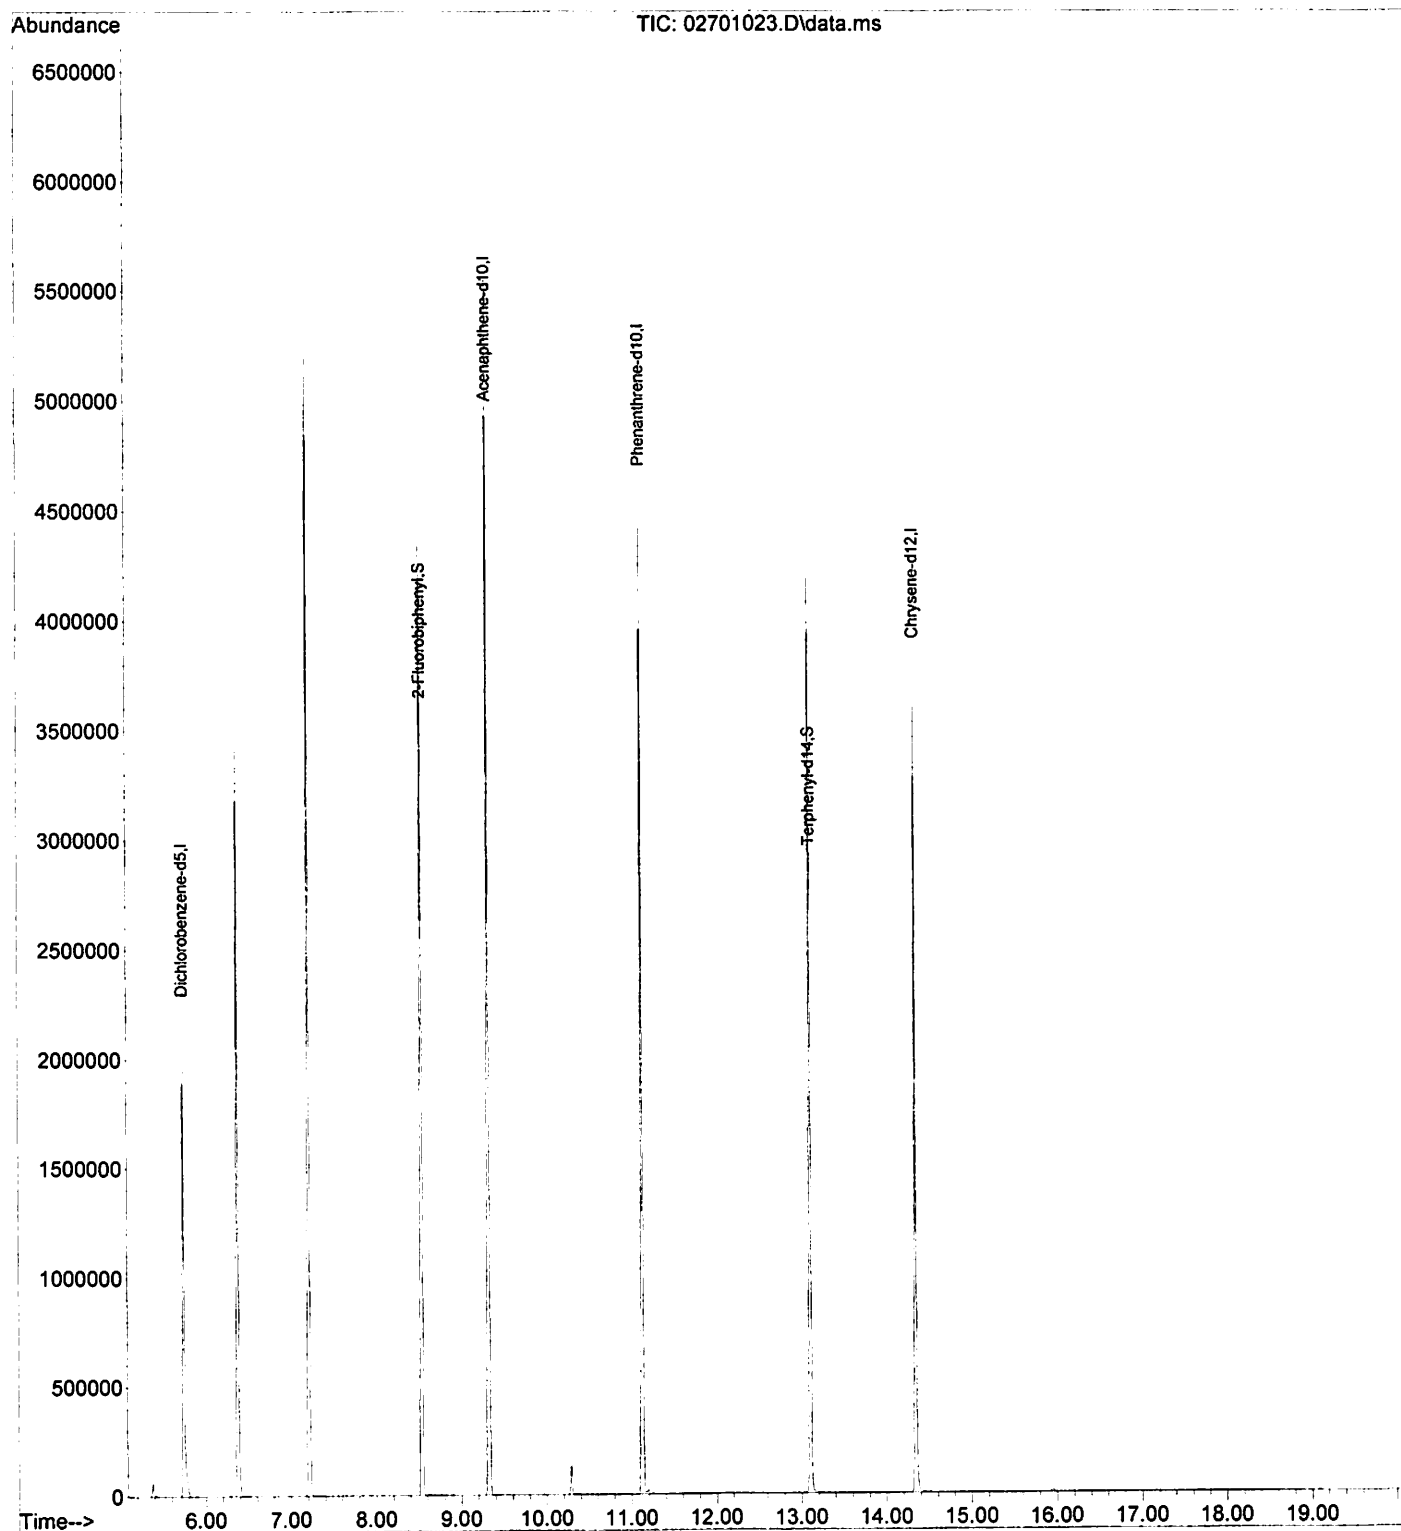 Abundance
TIC: 02701023.D\data.ms
6500000
6000000
5500000
5000000
4500000
4000000
3500000
3000000
2500000
2000000
1500000
1000000
500000
0
Dichlorobenzene-d5,I
2-Fluorobiphenyl,S
Acenaphthene-d10,I
Phenanthrene-d10,I
Terphenyl-d14,S
Chrysene-d12,I
Time-->
6.00 7.00 8.00 9.00 10.00 11.00 12.00 13.00 14.00 15.00 16.00 17.00 18.00 19.00